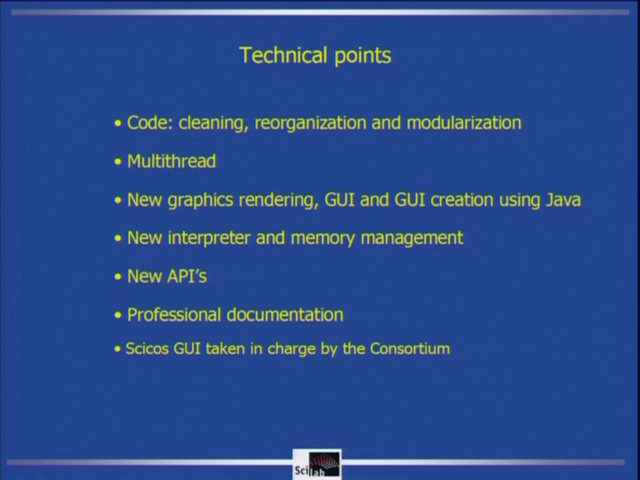 Technical points
• Code: cleaning, reorganization and modularization
• Multithread
• New graphics rendering, GUI and GUI creation using Java
• New interpreter and memory management
• New API's
• Professional documentation
• Scicos GUI taken in charge by the Consortium
Scilab